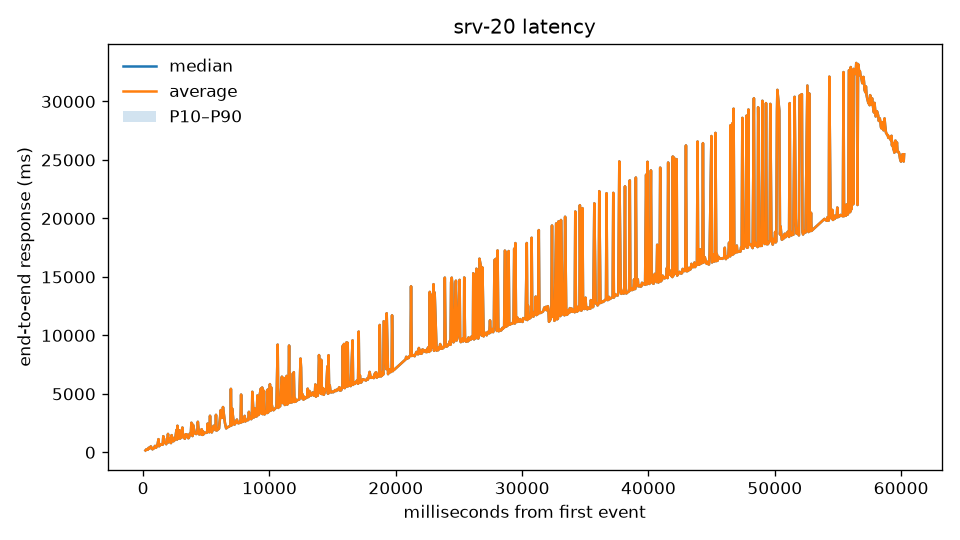 srv-20 latency
median
average
P10–P90
end-to-end response (ms)
30000
25000
20000
15000
10000
5000
0
0 10000 20000 30000 40000 50000 60000
milliseconds from first event